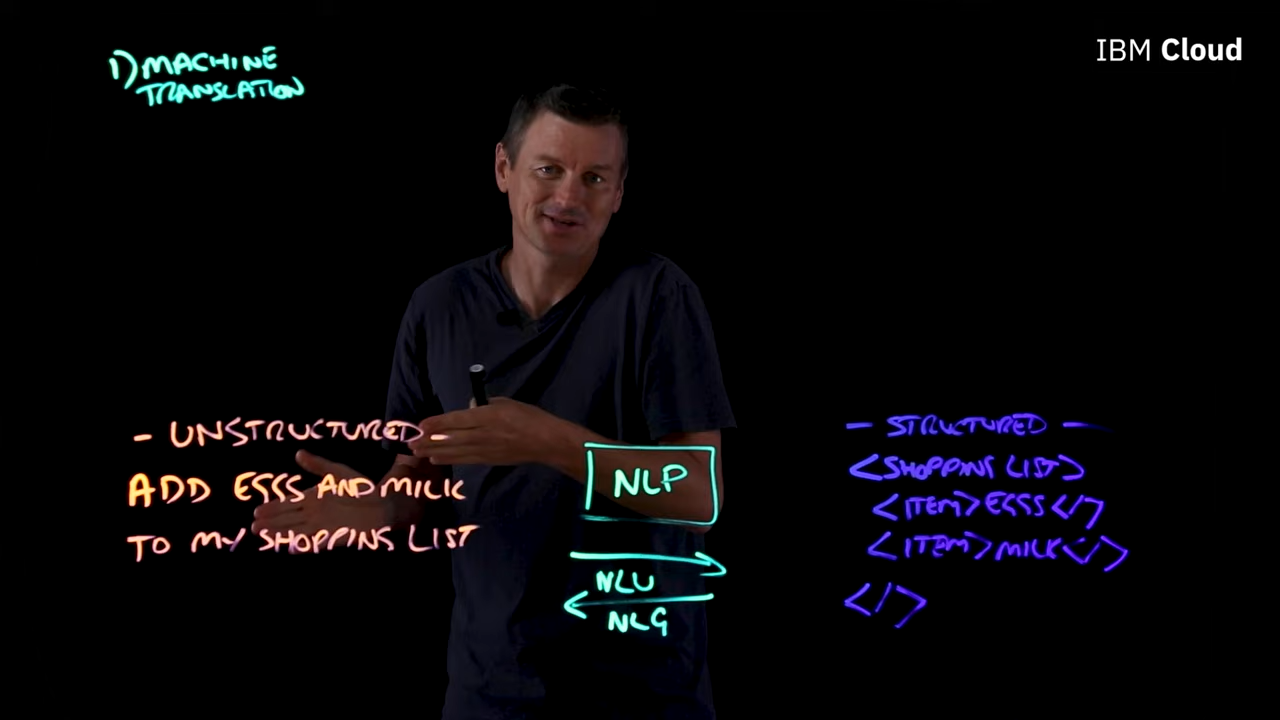 1) MACHINE
TRANSLATION
IBM Cloud
- UNSTRUCTURED -
ADD EGGS AND MILK
TO MY SHOPPING LIST
NLP
NLU
NLG
- STRUCTURED -
<SHOPPING LIST>
<ITEM>EGGS</>
<ITEM>MILK</>
</>